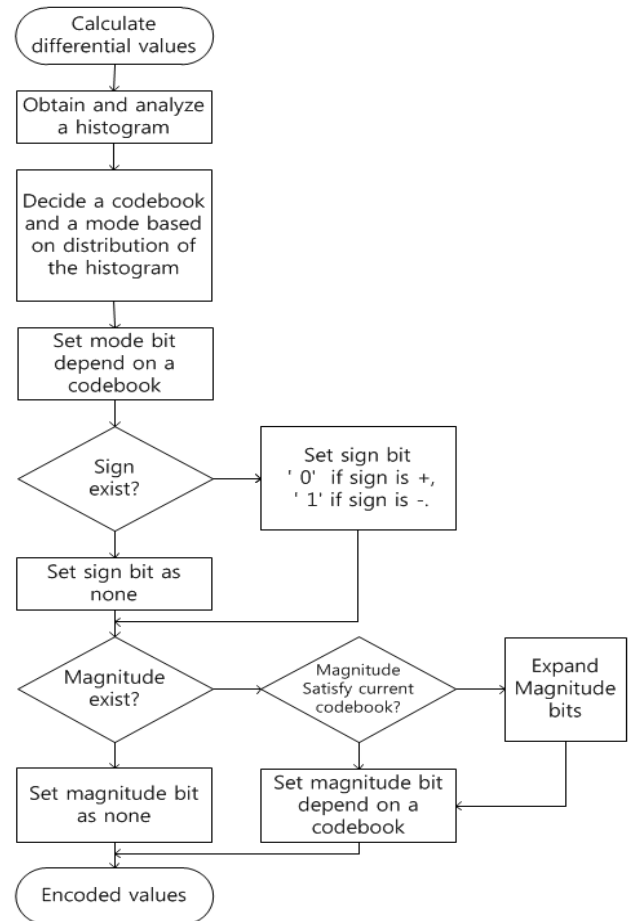 Calculate
differential values
Obtain and analyze
a histogram
Decide a codebook
and a mode based
on distribution of
the histogram
Set mode bit
depend on a
codebook
Sign
exist?
Set sign bit
' 0'  if sign is +,
' 1' if sign is -.
Set sign bit as
none
Magnitude
exist?
Magnitude
Satisfy current
codebook?
Expand
Magnitude
bits
Set magnitude bit
as none
Set magnitude bit
depend on a
codebook
Encoded values